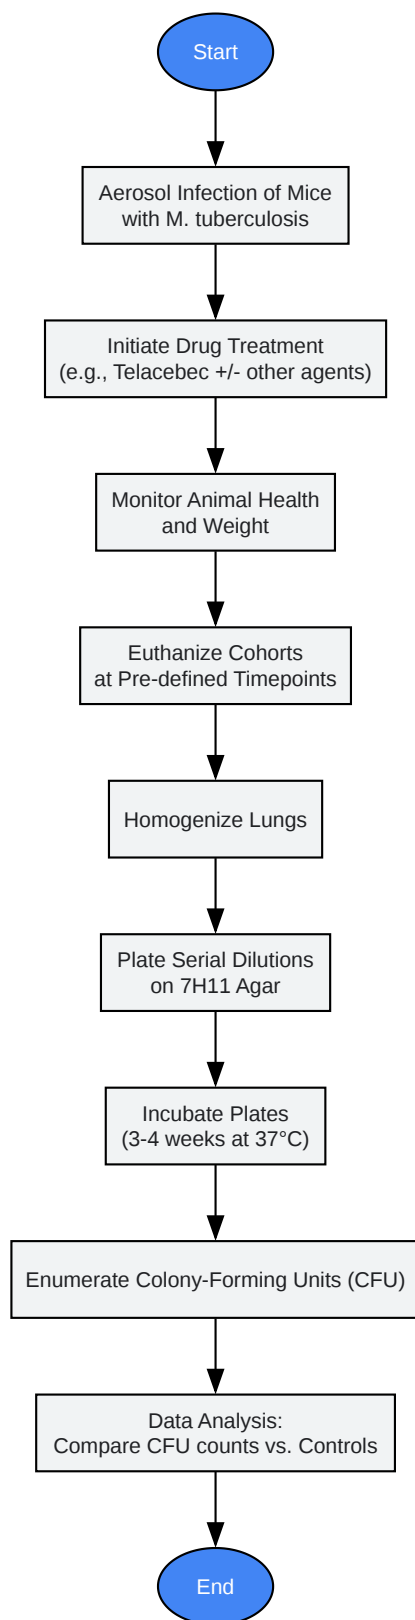 Start
Aerosol Infection of Mice
with M. tuberculosis
Initiate Drug Treatment
(e.g., Telacebec +/- other agents)
Monitor Animal Health
and Weight
Euthanize Cohorts
at Pre-defined Timepoints
Homogenize Lungs
Plate Serial Dilutions
on 7H11 Agar
Incubate Plates
(3-4 weeks at 37°C)
Enumerate Colony-Forming Units (CFU)
Data Analysis:
Compare CFU counts vs. Controls
End